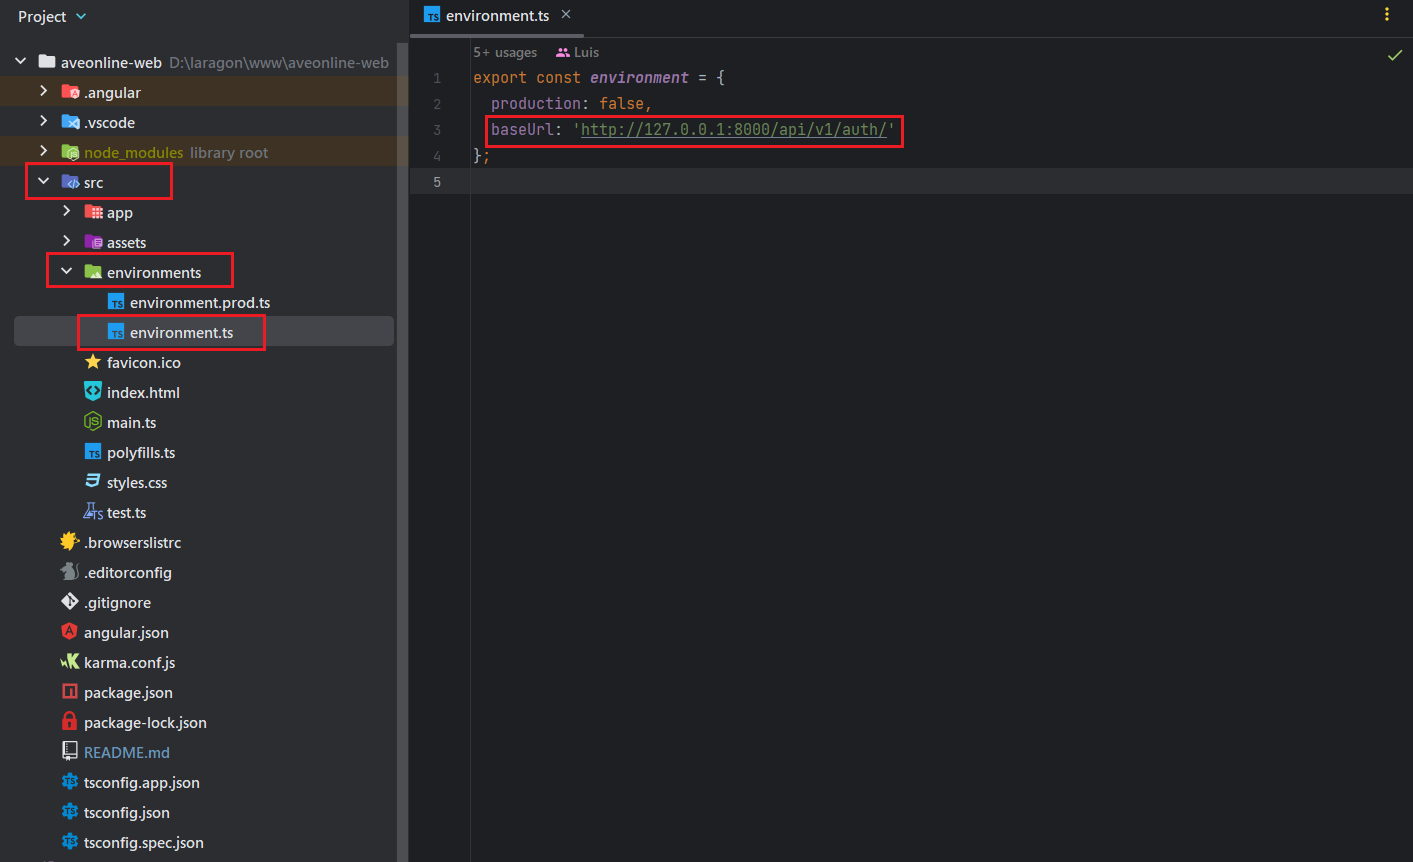 Project
aveonline-web D:\laragon\www\aveonline-web
.angular
.vscode
node_modules library root
src
app
assets
environments
environment.prod.ts
environment.ts
favicon.ico
index.html
main.ts
polyfills.ts
styles.css
test.ts
.browserslistrc
.editorconfig
.gitignore
angular.json
karma.conf.js
package.json
package-lock.json
README.md
tsconfig.app.json
tsconfig.json
tsconfig.spec.json
environment.ts
5+ usages Luis
1 export const environment = {
2 production: false,
3 baseUrl: 'http://127.0.0.1:8000/api/v1/auth/'
4 };
5